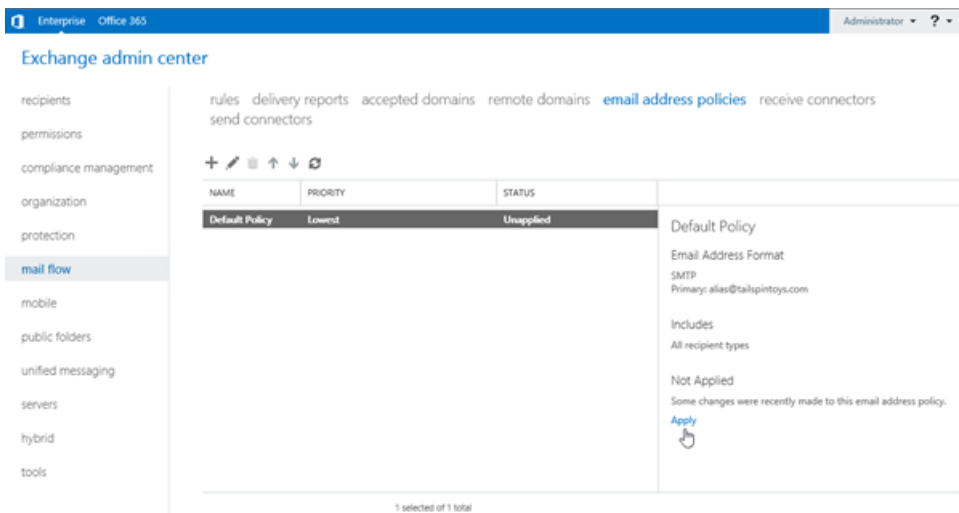 Enterprise Office 365
Administrator ?
Exchange admin center
recipients
permissions
compliance management
organization
protection
mail flow
mobile
public folders
unified messaging
servers
hybrid
tools
rules delivery reports accepted domains remote domains email address policies receive connectors
send connectors
NAME PRIORITY STATUS
Default Policy Lowest Unapplied
Default Policy
Email Address Format
SMTP
Primary: alias@tailspintoys.com
Includes
All recipient types
Not Applied
Some changes were recently made to this email address policy.
Apply
1 selected of 1 total